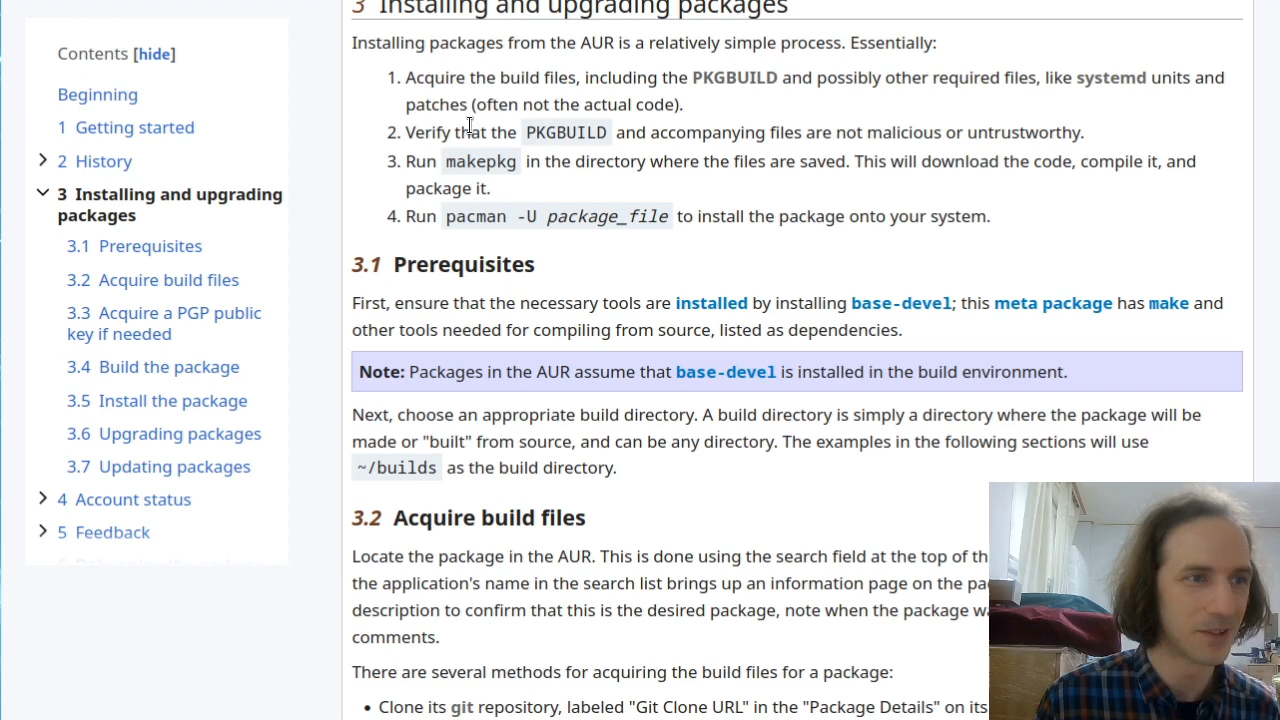 Contents [hide]
Beginning
1 Getting started
2 History
3 Installing and upgrading
packages
3.1 Prerequisites
3.2 Acquire build files
3.3 Acquire a PGP public
key if needed
3.4 Build the package
3.5 Install the package
3.6 Upgrading packages
3.7 Updating packages
4 Account status
5 Feedback
3 Installing and upgrading packages
Installing packages from the AUR is a relatively simple process. Essentially:
1. Acquire the build files, including the PKGBUILD and possibly other required files, like systemd units and
patches (often not the actual code).
2. Verify that the PKGBUILD and accompanying files are not malicious or untrustworthy.
3. Run makepkg in the directory where the files are saved. This will download the code, compile it, and
package it.
4. Run pacman -U package_file to install the package onto your system.
3.1 Prerequisites
First, ensure that the necessary tools are installed by installing base-devel; this meta package has make and
other tools needed for compiling from source, listed as dependencies.
Note: Packages in the AUR assume that base-devel is installed in the build environment.
Next, choose an appropriate build directory. A build directory is simply a directory where the package will be
made or "built" from source, and can be any directory. The examples in the following sections will use
~/builds as the build directory.
3.2 Acquire build files
Locate the package in the AUR. This is done using the search field at the top of th
the application's name in the search list brings up an information page on the pa
description to confirm that this is the desired package, note when the package w
comments.
There are several methods for acquiring the build files for a package:
• Clone its git repository, labeled "Git Clone URL" in the "Package Details" on its